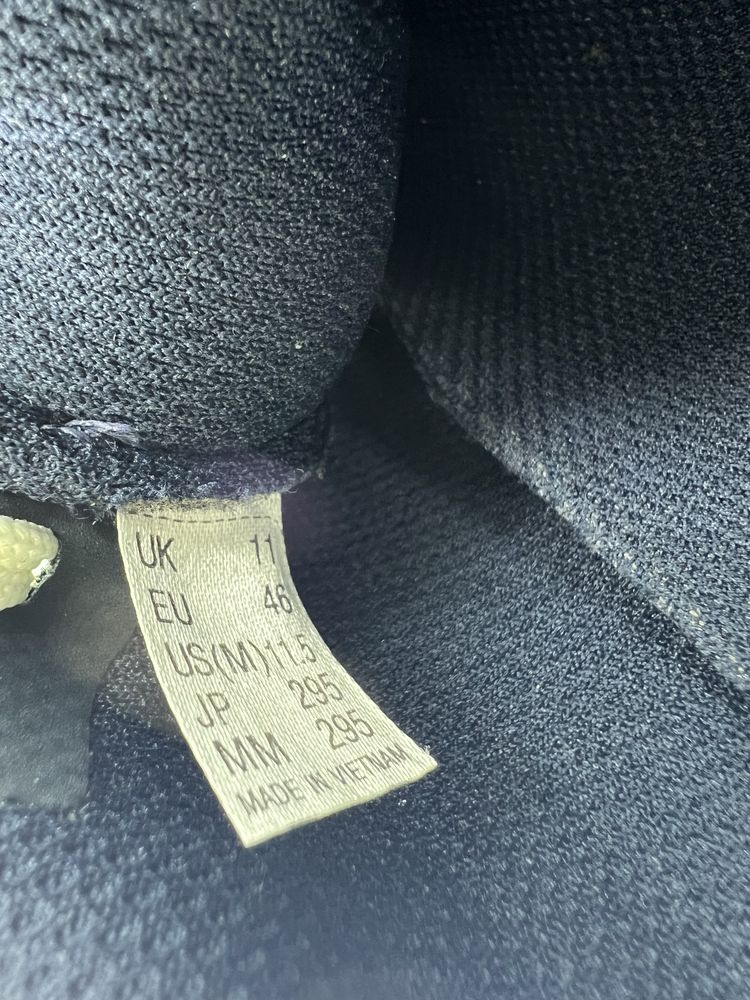 UK 11
EU 46
US(M) 11.5
JP 295
MM 295
MADE IN VIETNAM